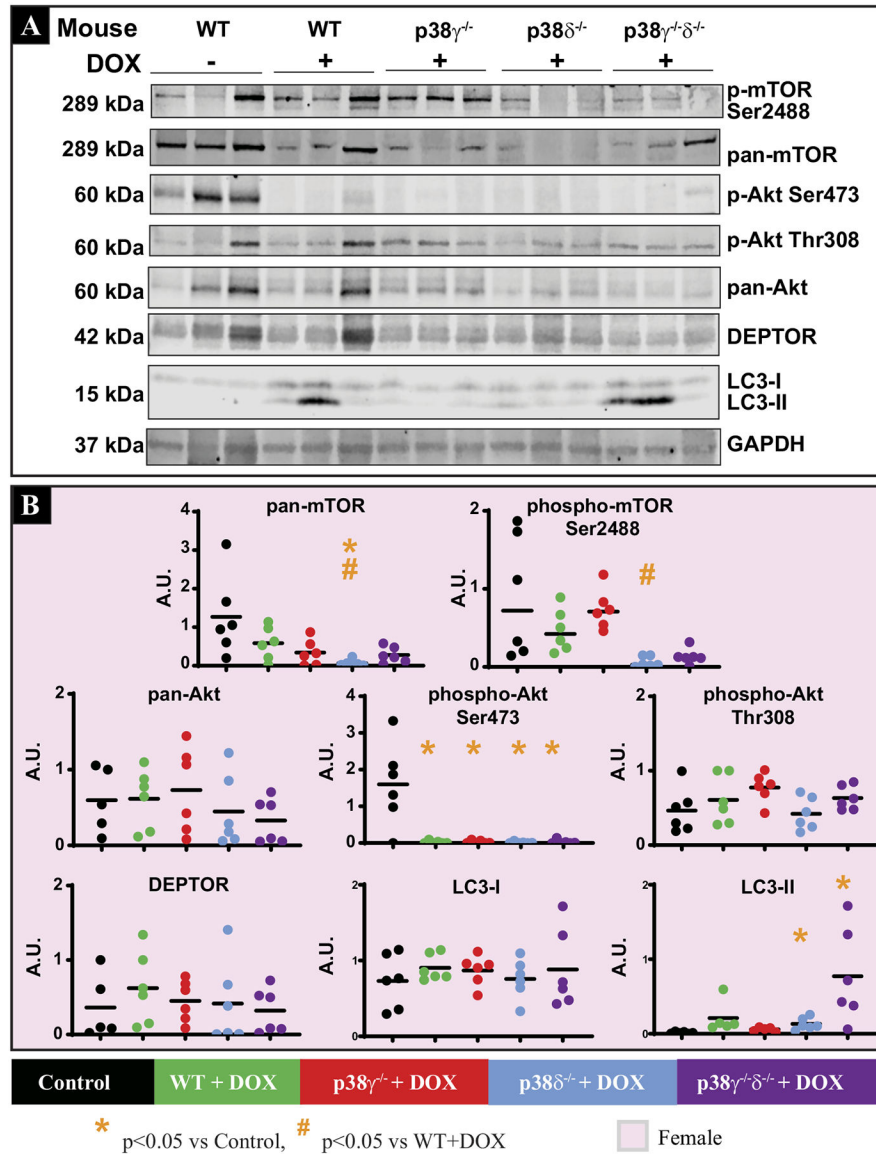 A
Mouse WT WT p38γ⁻/⁻ p38δ⁻/⁻ p38γ⁻/⁻δ⁻/⁻
DOX - + + + +
289 kDa p-mTOR
Ser2488
289 kDa pan-mTOR
60 kDa p-Akt Ser473
60 kDa p-Akt Thr308
60 kDa pan-Akt
42 kDa DEPTOR
15 kDa LC3-I
LC3-II
37 kDa GAPDH
B
pan-mTOR
A.U.
4
3
2
1
0
*
#
phospho-mTOR
Ser2488
A.U.
2
1
0
#
pan-Akt
A.U.
2
1
0
phospho-Akt
Ser473
A.U.
4
3
2
1
0
* * * *
phospho-Akt
Thr308
A.U.
2
1
0
DEPTOR
A.U.
2
1
0
LC3-I
A.U.
2
1
0
LC3-II
A.U.
2
1
0
* *
Control WT + DOX p38γ⁻/⁻ + DOX p38δ⁻/⁻ + DOX p38γ⁻/⁻δ⁻/⁻ + DOX
* p<0.05 vs Control, # p<0.05 vs WT+DOX Female